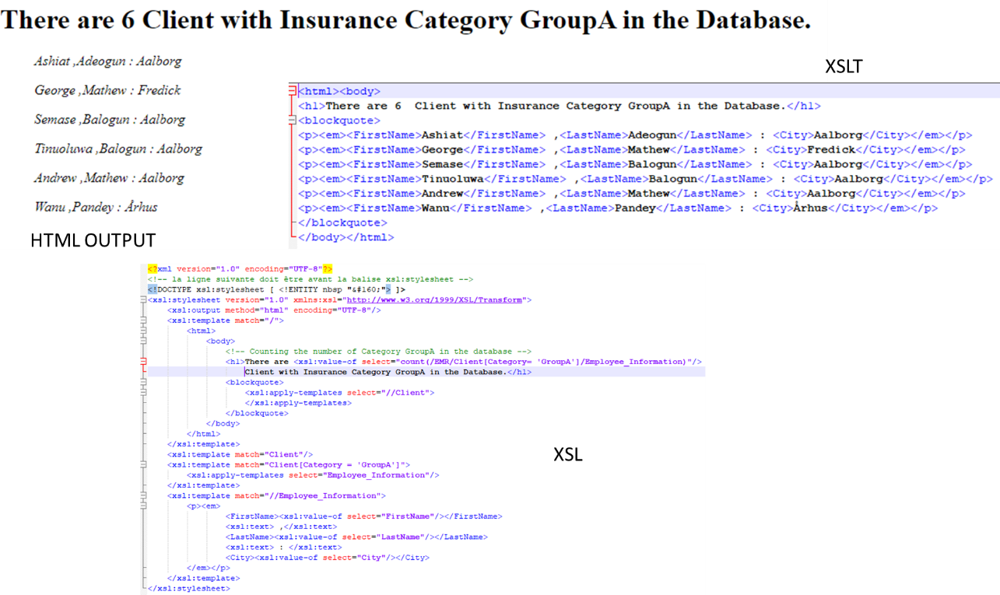 There are 6 Client with Insurance Category GroupA in the Database.
Ashiat ,Adeogun : Aalborg
George ,Mathew : Fredick
Semase ,Balogun : Aalborg
Tinuoluwa ,Balogun : Aalborg
Andrew ,Mathew : Aalborg
Wanu ,Pandey : Århus
HTML OUTPUT
XSLT
<html><body>
<h1>There are 6  Client with Insurance Category GroupA in the Database.</h1>
<blockquote>
<p><em><FirstName>Ashiat</FirstName> ,<LastName>Adeogun</LastName> : <City>Aalborg</City></em></p>
<p><em><FirstName>George</FirstName> ,<LastName>Mathew</LastName> : <City>Fredick</City></em></p>
<p><em><FirstName>Semase</FirstName> ,<LastName>Balogun</LastName> : <City>Aalborg</City></em></p>
<p><em><FirstName>Tinuoluwa</FirstName> ,<LastName>Balogun</LastName> : <City>Aalborg</City></em></p>
<p><em><FirstName>Andrew</FirstName> ,<LastName>Mathew</LastName> : <City>Aalborg</City></em></p>
<p><em><FirstName>Wanu</FirstName> ,<LastName>Pandey</LastName> : <City>Århus</City></em></p>
</blockquote>
</body></html>
<?xml version="1.0" encoding="UTF-8"?>
<!-- la ligne suivante doit être avant la balise xsl:stylesheet -->
<!DOCTYPE xsl:stylesheet [ <!ENTITY nbsp "&#160;"> ]>
<xsl:stylesheet version="1.0" xmlns:xsl="http://www.w3.org/1999/XSL/Transform">
<xsl:output method="html" encoding="UTF-8"/>
<xsl:template match="/">
<html>
<body>
<!-- Counting the number of Category GroupA in the database -->
<h1>There are <xsl:value-of select="count(/EMR/Client[Category= 'GroupA']/Employee_Information)"/>
Client with Insurance Category GroupA in the Database.</h1>
<blockquote>
<xsl:apply-templates select="//Client">
</xsl:apply-templates>
</blockquote>
</body>
</html>
</xsl:template>
<xsl:template match="Client"/>
<xsl:template match="Client[Category = 'GroupA']">
<xsl:apply-templates select="Employee_Information"/>
</xsl:template>
<xsl:template match="//Employee_Information">
<p><em>
<FirstName><xsl:value-of select="FirstName"/></FirstName>
<xsl:text> ,</xsl:text>
<LastName><xsl:value-of select="LastName"/></LastName>
<xsl:text> : </xsl:text>
<City><xsl:value-of select="City"/></City>
</em></p>
</xsl:template>
</xsl:stylesheet>
XSL